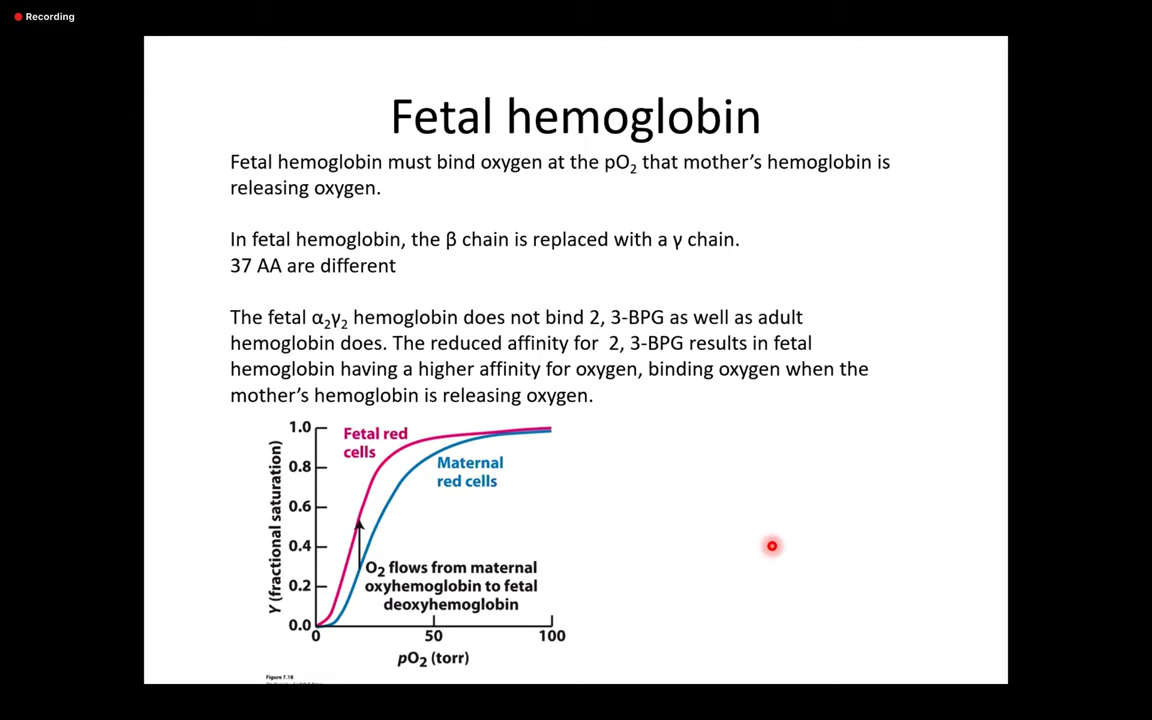 Recording
Fetal hemoglobin
Fetal hemoglobin must bind oxygen at the pO₂ that mother’s hemoglobin is
releasing oxygen.
In fetal hemoglobin, the β chain is replaced with a γ chain.
37 AA are different
The fetal α₂γ₂ hemoglobin does not bind 2, 3-BPG as well as adult
hemoglobin does. The reduced affinity for  2, 3-BPG results in fetal
hemoglobin having a higher affinity for oxygen, binding oxygen when the
mother’s hemoglobin is releasing oxygen.
Y (fractional saturation)
1.0
0.8
0.6
0.4
0.2
0.0
Fetal red
cells
Maternal
red cells
O₂ flows from maternal
oxyhemoglobin to fetal
deoxyhemoglobin
0
50
100
pO₂ (torr)
Figure 7.18